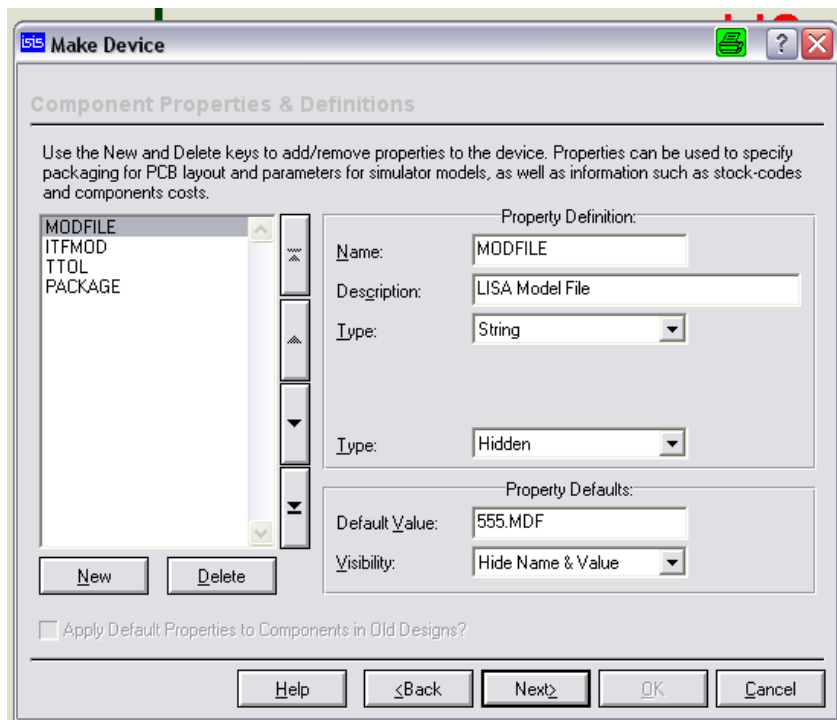 isis Make Device
Component Properties & Definitions
Use the New and Delete keys to add/remove properties to the device. Properties can be used to specify
packaging for PCB layout and parameters for simulator models, as well as information such as stock-codes
and components costs.
MODFILE
ITFMOD
TTOL
PACKAGE
New
Delete
Property Definition:
Name:
MODFILE
Description:
LISA Model File
Type:
String
Type:
Hidden
Property Defaults:
Default Value:
555.MDF
Visibility:
Hide Name & Value
Apply Default Properties to Components in Old Designs?
Help
<Back
Next>
OK
Cancel